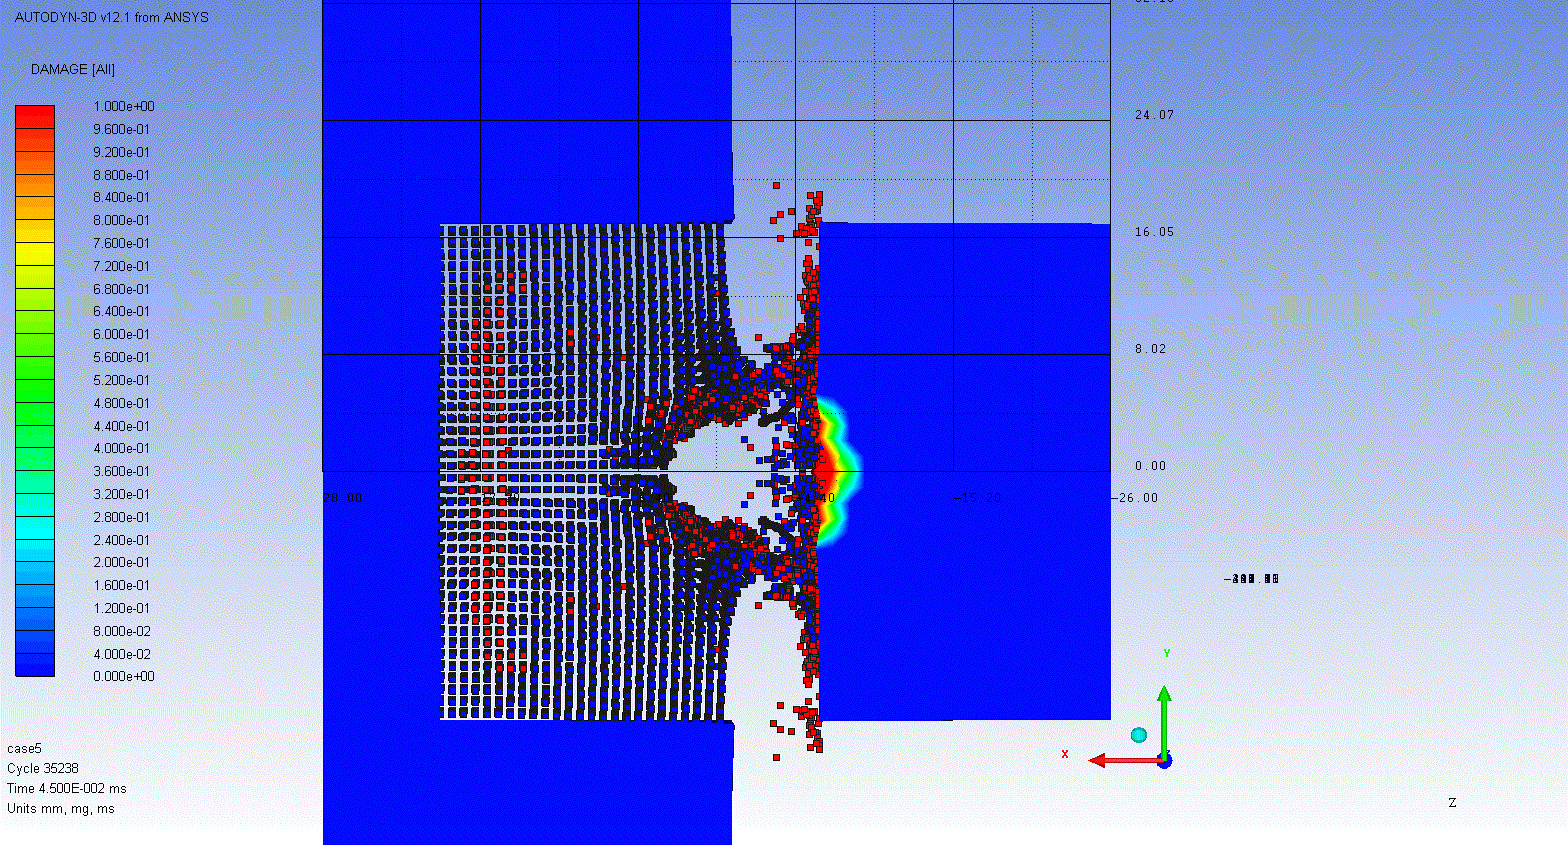 AUTODYN-3D v12.1 from ANSYS
DAMAGE [All]
1.000e+00
9.600e-01
9.200e-01
8.800e-01
8.400e-01
8.000e-01
7.600e-01
7.200e-01
6.800e-01
6.400e-01
6.000e-01
5.600e-01
5.200e-01
4.800e-01
4.400e-01
4.000e-01
3.600e-01
3.200e-01
2.800e-01
2.400e-01
2.000e-01
1.600e-01
1.200e-01
8.000e-02
4.000e-02
0.000e+00
case5
Cycle 35238
Time 4.500E-002 ms
Units mm, mg, ms
24.07
16.05
8.02
0.00
28.00
-15.20
-26.00
Y
X
Z